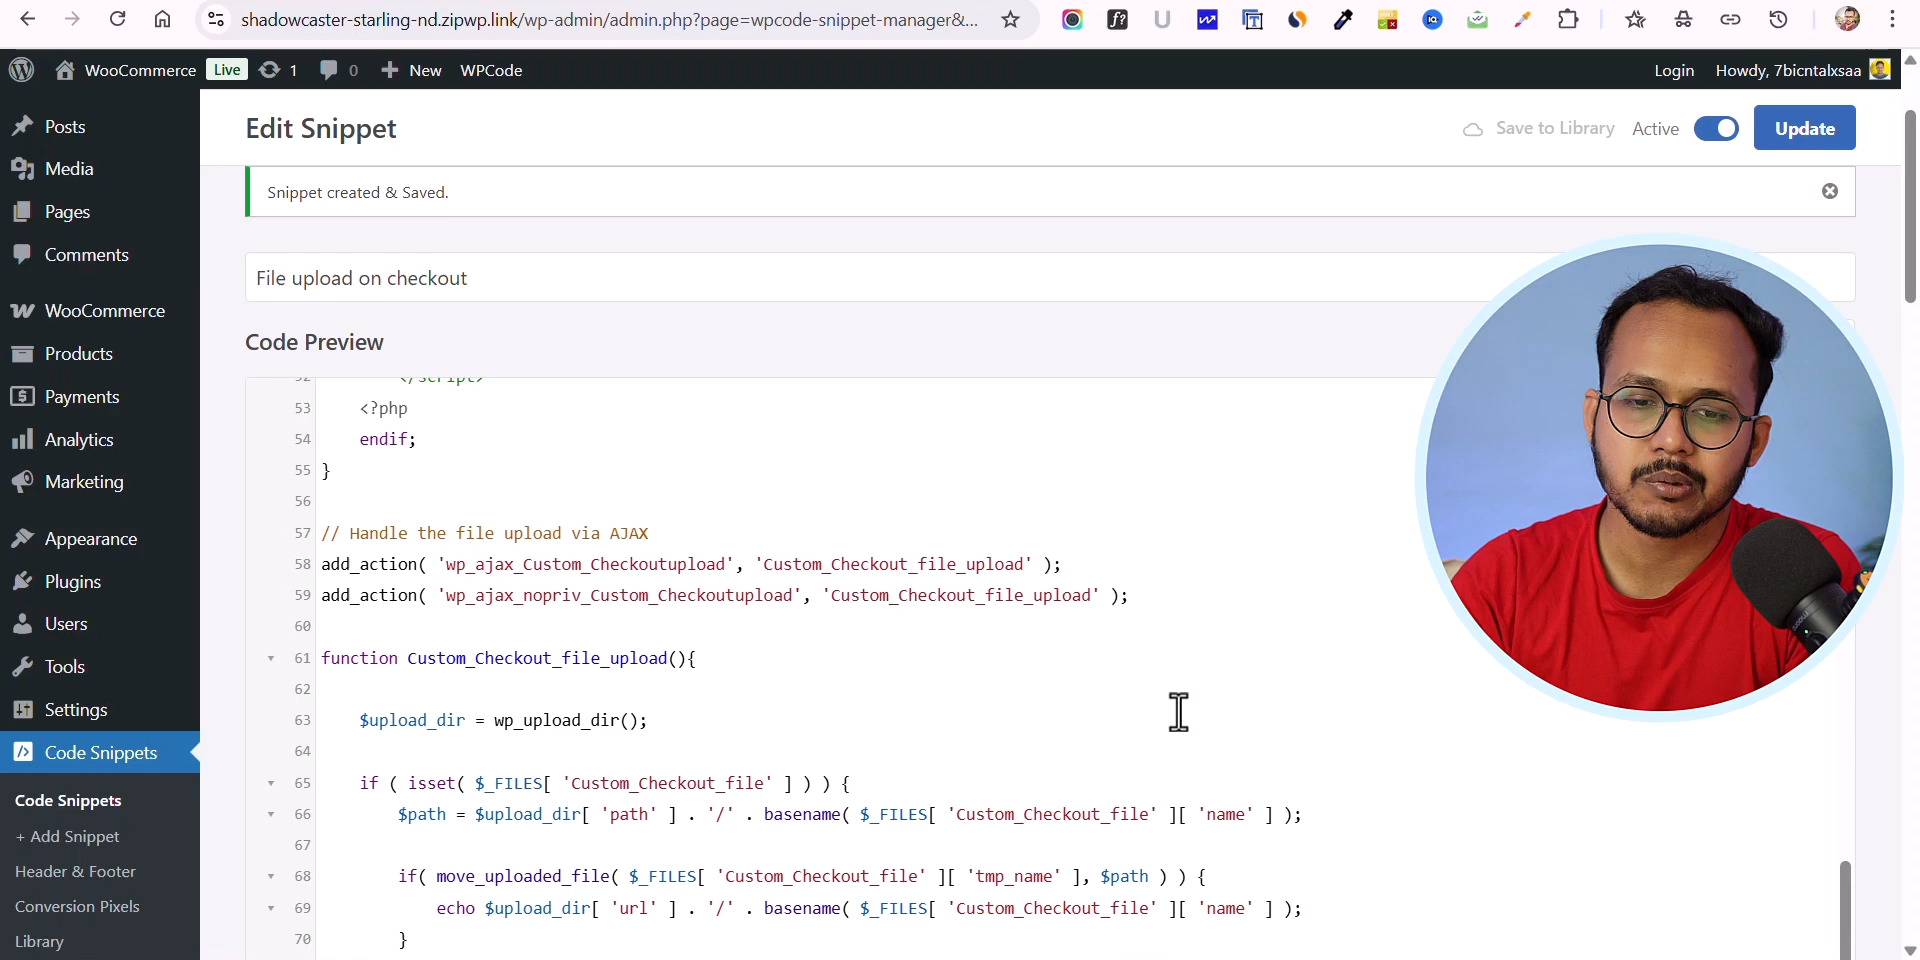 shadowcaster-starling-nd.zipwp.link/wp-admin/admin.php?page=wpcode-snippet-manager&...
WooCommerce Live 1 0 New WPCode Login Howdy, 7bicntalxsaa
Posts
Media
Pages
Comments
WooCommerce
Products
Payments
Analytics
Marketing
Appearance
Plugins
Users
Tools
Settings
Code Snippets
Code Snippets
+ Add Snippet
Header & Footer
Conversion Pixels
Library
Edit Snippet
Save to Library Active Update
Snippet created & Saved.
File upload on checkout
Code Preview
52 </script>
53 <?php
54 endif;
55 }
56
57 // Handle the file upload via AJAX
58 add_action( 'wp_ajax_Custom_Checkoutupload', 'Custom_Checkout_file_upload' );
59 add_action( 'wp_ajax_nopriv_Custom_Checkoutupload', 'Custom_Checkout_file_upload' );
60
61 function Custom_Checkout_file_upload(){
62
63 $upload_dir = wp_upload_dir();
64
65 if ( isset( $_FILES[ 'Custom_Checkout_file' ] ) ) {
66 $path = $upload_dir[ 'path' ] . '/' . basename( $_FILES[ 'Custom_Checkout_file' ][ 'name' ] );
67
68 if( move_uploaded_file( $_FILES[ 'Custom_Checkout_file' ][ 'tmp_name' ], $path ) ) {
69 echo $upload_dir[ 'url' ] . '/' . basename( $_FILES[ 'Custom_Checkout_file' ][ 'name' ] );
70 }